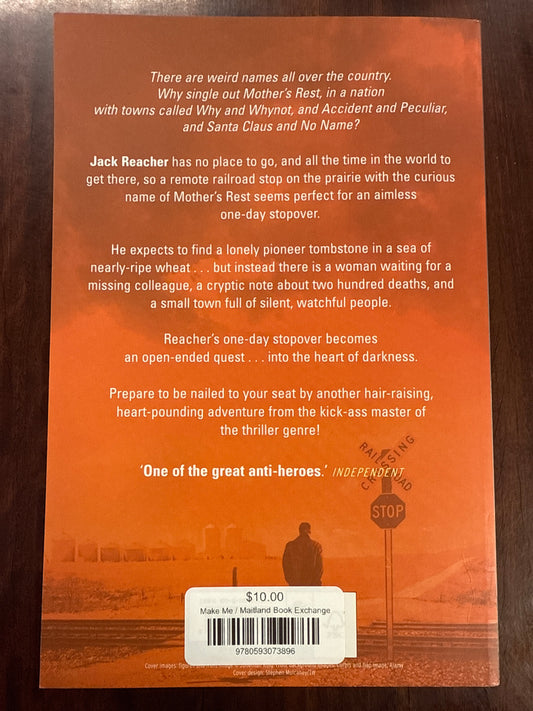 There are weird names all over the country.
Why single out Mother's Rest, in a nation
with towns called Why and Whynot, and Accident and Peculiar,
and Santa Claus and No Name?
Jack Reacher has no place to go, and all the time in the world to
get there, so a remote railroad stop on the prairie with the curious
name of Mother's Rest seems perfect for an aimless
one-day stopover.
He expects to find a lonely pioneer tombstone in a sea of
nearly-ripe wheat . . . but instead there is a woman waiting for a
missing colleague, a cryptic note about two hundred deaths, and
a small town full of silent, watchful people.
Reacher's one-day stopover becomes
an open-ended quest . . . into the heart of darkness.
Prepare to be nailed to your seat by another hair-raising,
heart-pounding adventure from the kick-ass master of
the thriller genre!
'One of the great anti-heroes.' INDEPENDENT
RAILROAD
CROSSING
STOP
$10.00
Make Me / Maitland Book Exchange
9780593073896
FSC
Cover images:
Cover design: Stephen Mulcahey/TW